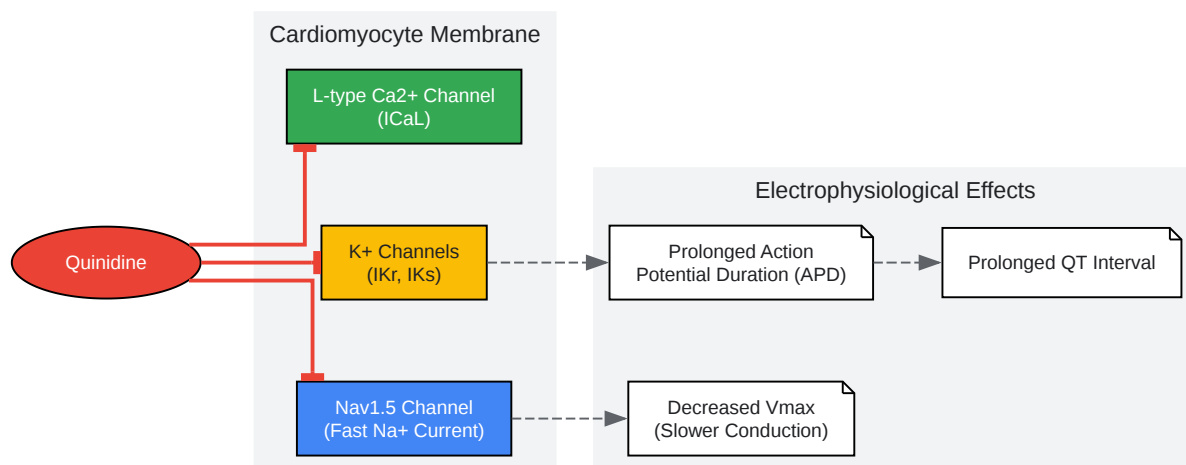 Cardiomyocyte Membrane
L-type Ca2+ Channel
(ICaL)
Electrophysiological Effects
Quinidine
K+ Channels
(IKr, IKs)
Prolonged Action
Potential Duration (APD)
Prolonged QT Interval
Nav1.5 Channel
(Fast Na+ Current)
Decreased Vmax
(Slower Conduction)